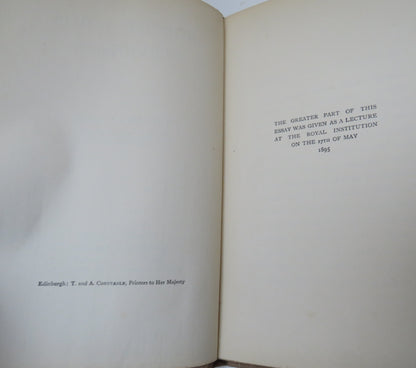 Edinburgh: T. and A. CONSTABLE, Printers to Her Majesty
THE GREATER PART OF THIS
ESSAY WAS GIVEN AS A LECTURE
AT THE ROYAL INSTITUTION
ON THE 17TH OF MAY
1895